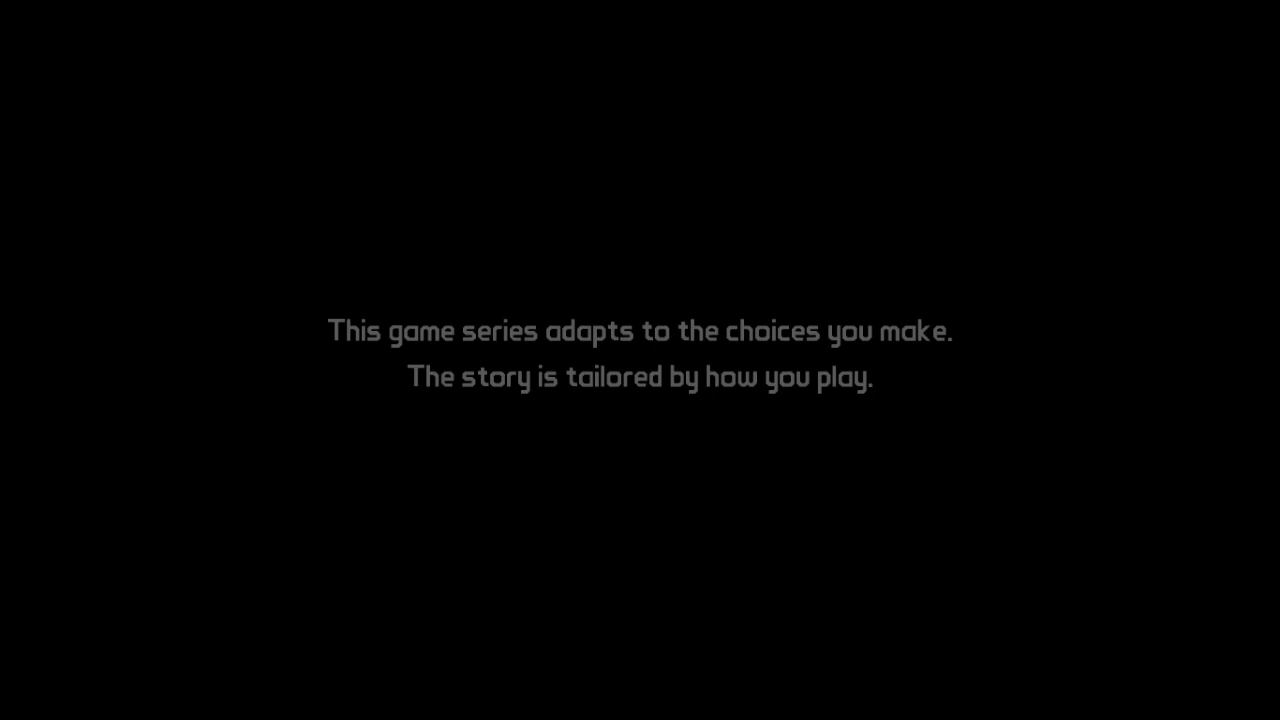 This game series adapts to the choices you make.
The story is tailored by how you play.